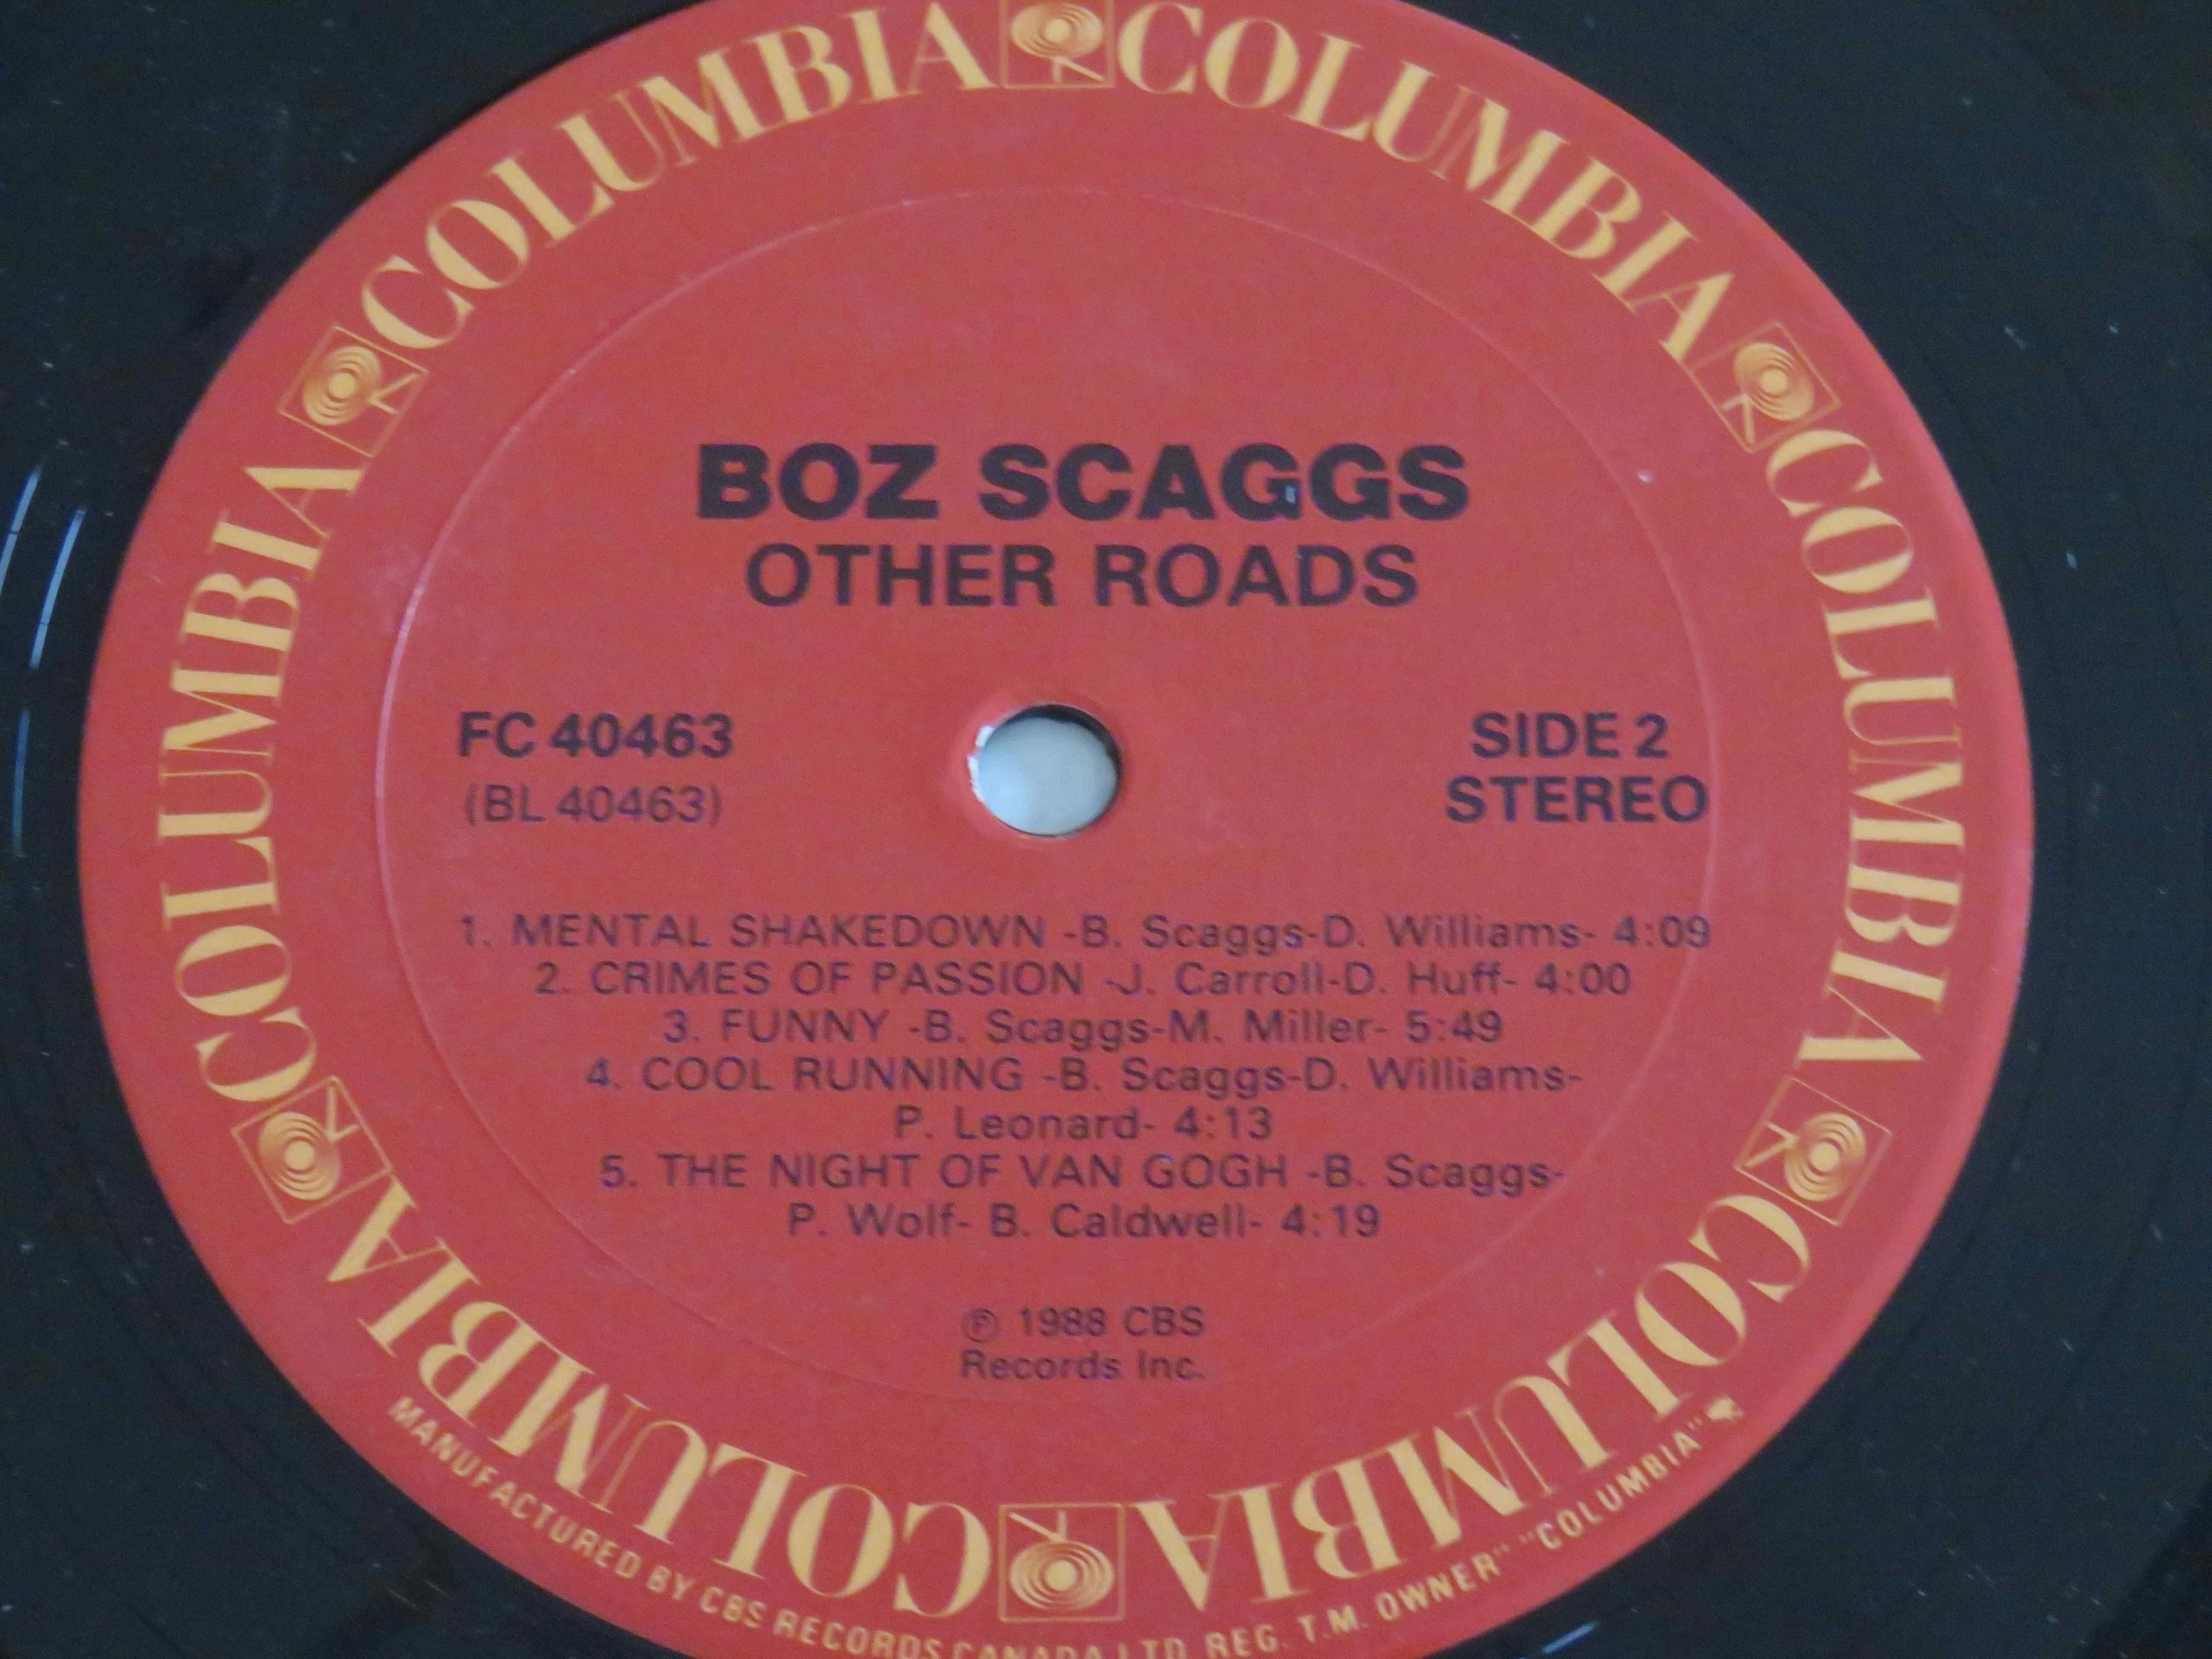 COLUMBIA COLUMBIA COLUMBIA COLUMBIA COLUMBIA COLUMBIA
BOZ SCAGGS
OTHER ROADS
FC 40463
(BL 40463)
SIDE 2
STEREO
1. MENTAL SHAKEDOWN -B. Scaggs-D. Williams- 4:09
2. CRIMES OF PASSION -J. Carroll-D. Huff- 4:00
3. FUNNY -B. Scaggs-M. Miller- 5:49
4. COOL RUNNING -B. Scaggs-D. Williams-
P. Leonard- 4:13
5. THE NIGHT OF VAN GOGH -B. Scaggs-
P. Wolf- B. Caldwell- 4:19
℗ 1988 CBS
Records Inc.
MANUFACTURED BY CBS RECORDS CANADA LTD. REG. T.M. OWNER" "COLUMBIA"